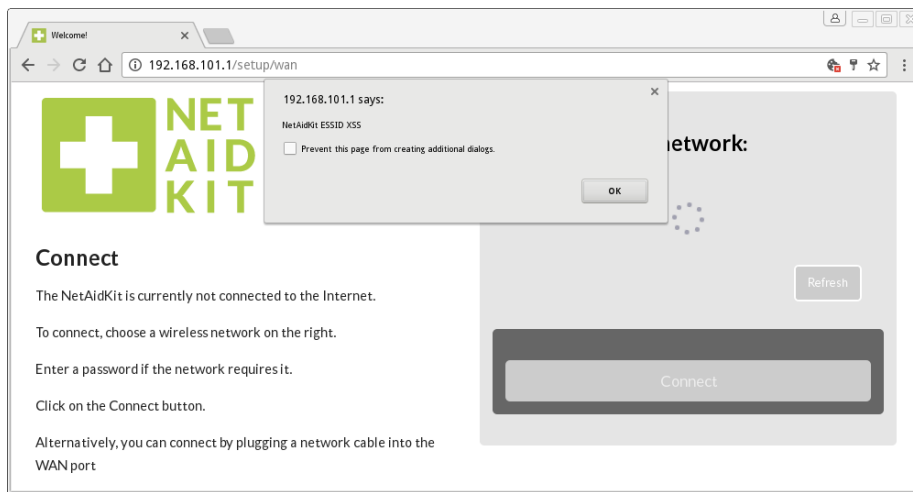 Welcome!
192.168.101.1/setup/wan
192.168.101.1 says:
NetAidKit ESSID XSS
Prevent this page from creating additional dialogs.
OK
NET
AID
KIT
etwork:
Refresh
Connect
Connect
The NetAidKit is currently not connected to the Internet.
To connect, choose a wireless network on the right.
Enter a password if the network requires it.
Click on the Connect button.
Alternatively, you can connect by plugging a network cable into the
WAN port